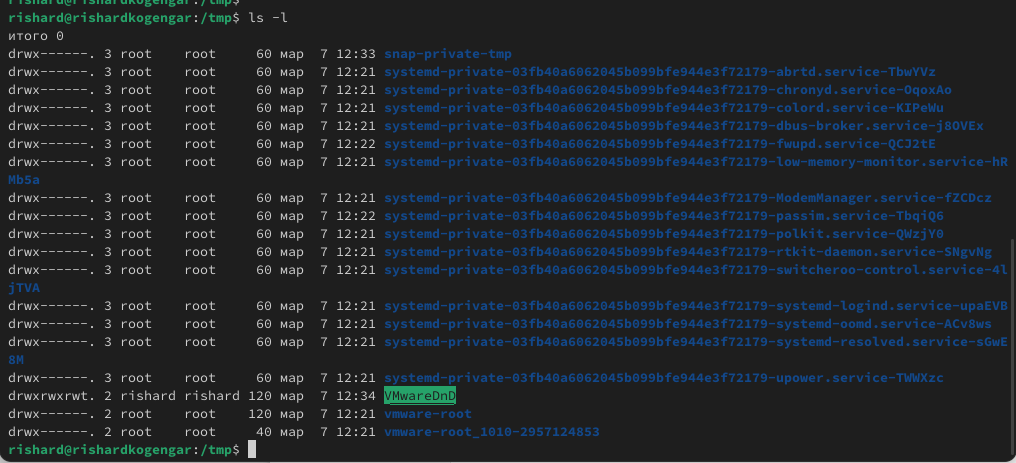 rishard@rishardkogengar:/tmp$ ls -l
итого 0
drwx------. 3 root    root     60 мар  7 12:33 snap-private-tmp
drwx------. 3 root    root     60 мар  7 12:21 systemd-private-03fb40a6062045b099bfe944e3f72179-abrtd.service-TbwYVz
drwx------. 3 root    root     60 мар  7 12:21 systemd-private-03fb40a6062045b099bfe944e3f72179-chronyd.service-OqoxAo
drwx------. 3 root    root     60 мар  7 12:21 systemd-private-03fb40a6062045b099bfe944e3f72179-colord.service-KIPeWu
drwx------. 3 root    root     60 мар  7 12:21 systemd-private-03fb40a6062045b099bfe944e3f72179-dbus-broker.service-j8OVEx
drwx------. 3 root    root     60 мар  7 12:22 systemd-private-03fb40a6062045b099bfe944e3f72179-fwupd.service-QCJ2tE
drwx------. 3 root    root     60 мар  7 12:21 systemd-private-03fb40a6062045b099bfe944e3f72179-low-memory-monitor.service-hR
Mb5a
drwx------. 3 root    root     60 мар  7 12:21 systemd-private-03fb40a6062045b099bfe944e3f72179-ModemManager.service-fZCDcz
drwx------. 3 root    root     60 мар  7 12:22 systemd-private-03fb40a6062045b099bfe944e3f72179-passim.service-TbqiQ6
drwx------. 3 root    root     60 мар  7 12:21 systemd-private-03fb40a6062045b099bfe944e3f72179-polkit.service-QWzjY0
drwx------. 3 root    root     60 мар  7 12:21 systemd-private-03fb40a6062045b099bfe944e3f72179-rtkit-daemon.service-SNgvNg
drwx------. 3 root    root     60 мар  7 12:21 systemd-private-03fb40a6062045b099bfe944e3f72179-switcheroo-control.service-4l
jTVA
drwx------. 3 root    root     60 мар  7 12:21 systemd-private-03fb40a6062045b099bfe944e3f72179-systemd-logind.service-upaEVB
drwx------. 3 root    root     60 мар  7 12:21 systemd-private-03fb40a6062045b099bfe944e3f72179-systemd-oomd.service-ACv8ws
drwx------. 3 root    root     60 мар  7 12:21 systemd-private-03fb40a6062045b099bfe944e3f72179-systemd-resolved.service-sGwE
8M
drwx------. 3 root    root     60 мар  7 12:21 systemd-private-03fb40a6062045b099bfe944e3f72179-upower.service-TWWXzc
drwxrwxrwt. 2 rishard rishard 120 мар  7 12:34 VMwareDnD
drwx------. 2 root    root    120 мар  7 12:21 vmware-root
drwx------. 2 root    root     40 мар  7 12:21 vmware-root_1010-2957124853
rishard@rishardkogengar:/tmp$